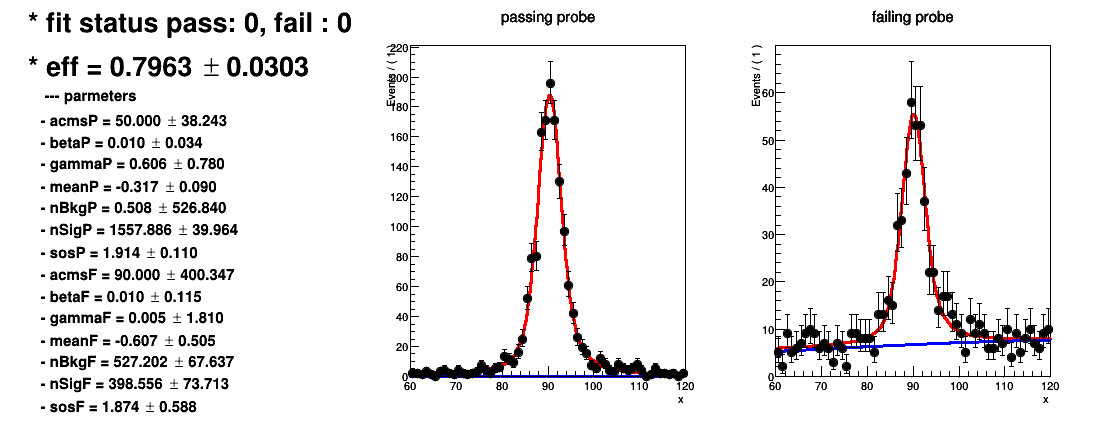 * fit status pass: 0, fail : 0
* eff = 0.7963 ± 0.0303
--- parmeters
- acmsP = 50.000 ± 38.243
- betaP = 0.010 ± 0.034
- gammaP = 0.606 ± 0.780
- meanP = -0.317 ± 0.090
- nBkgP = 0.508 ± 526.840
- nSigP = 1557.886 ± 39.964
- sosP = 1.914 ± 0.110
- acmsF = 90.000 ± 400.347
- betaF = 0.010 ± 0.115
- gammaF = 0.005 ± 1.810
- meanF = -0.607 ± 0.505
- nBkgF = 527.202 ± 67.637
- nSigF = 398.556 ± 73.713
- sosF = 1.874 ± 0.588
passing probe
Events / ( 1 )
220
200
180
160
140
120
100
80
60
40
20
0
60 70 80 90 100 110 120
x
failing probe
Events / ( 1 )
60
50
40
30
20
10
0
60 70 80 90 100 110 120
x